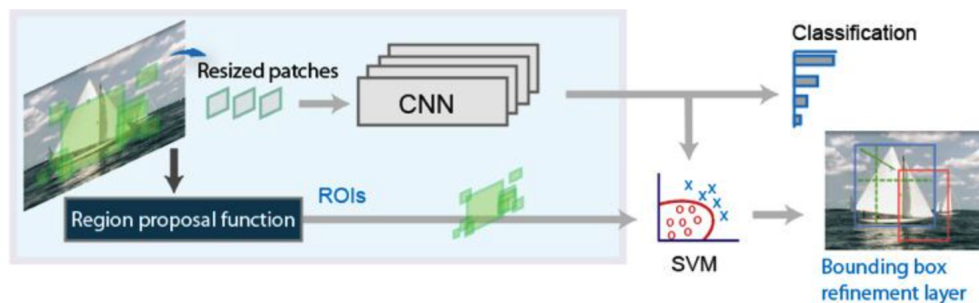 Classification
Resized patches
CNN
ROIs
Region proposal function
SVM
Bounding box
refinement layer